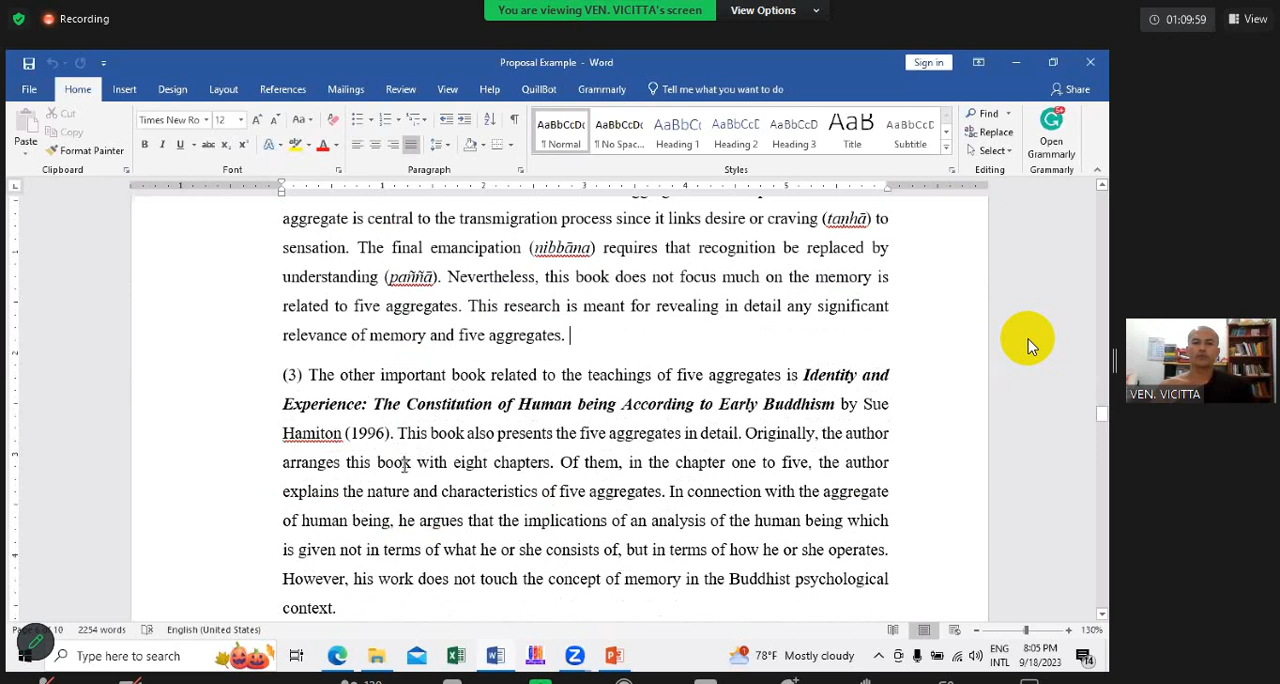 Recording
You are viewing VEN. VICITTA's screen
View Options
01:09:59
View
Proposal Example - Word
Sign in
File Home Insert Design Layout References Mailings Review View Help QuillBot Grammarly Tell me what you want to do Share
Paste
Cut
Copy
Format Painter
Clipboard
Times New Ro 12
Font
Paragraph
AaBbCcDc AaBbCcDc AaBbC AaBbCcD AaBbCcD AaB AaBbCcD
¶ Normal ¶ No Spac... Heading 1 Heading 2 Heading 3 Title Subtitle
Styles
Find
Replace
Select
Editing
Open Grammarly
Grammarly
aggregate is central to the transmigration process since it links desire or craving (taṇhā) to
sensation. The final emancipation (nibbāna) requires that recognition be replaced by
understanding (paññā). Nevertheless, this book does not focus much on the memory is
related to five aggregates. This research is meant for revealing in detail any significant
relevance of memory and five aggregates.
(3) The other important book related to the teachings of five aggregates is Identity and
Experience: The Constitution of Human being According to Early Buddhism by Sue
Hamiton (1996). This book also presents the five aggregates in detail. Originally, the author
arranges this book with eight chapters. Of them, in the chapter one to five, the author
explains the nature and characteristics of five aggregates. In connection with the aggregate
of human being, he argues that the implications of an analysis of the human being which
is given not in terms of what he or she consists of, but in terms of how he or she operates.
However, his work does not touch the concept of memory in the Buddhist psychological
context.
VEN. VICITTA
of 10 2254 words English (United States) 130%
Type here to search
78°F Mostly cloudy
ENG
INTL
8:05 PM
9/18/2023
14